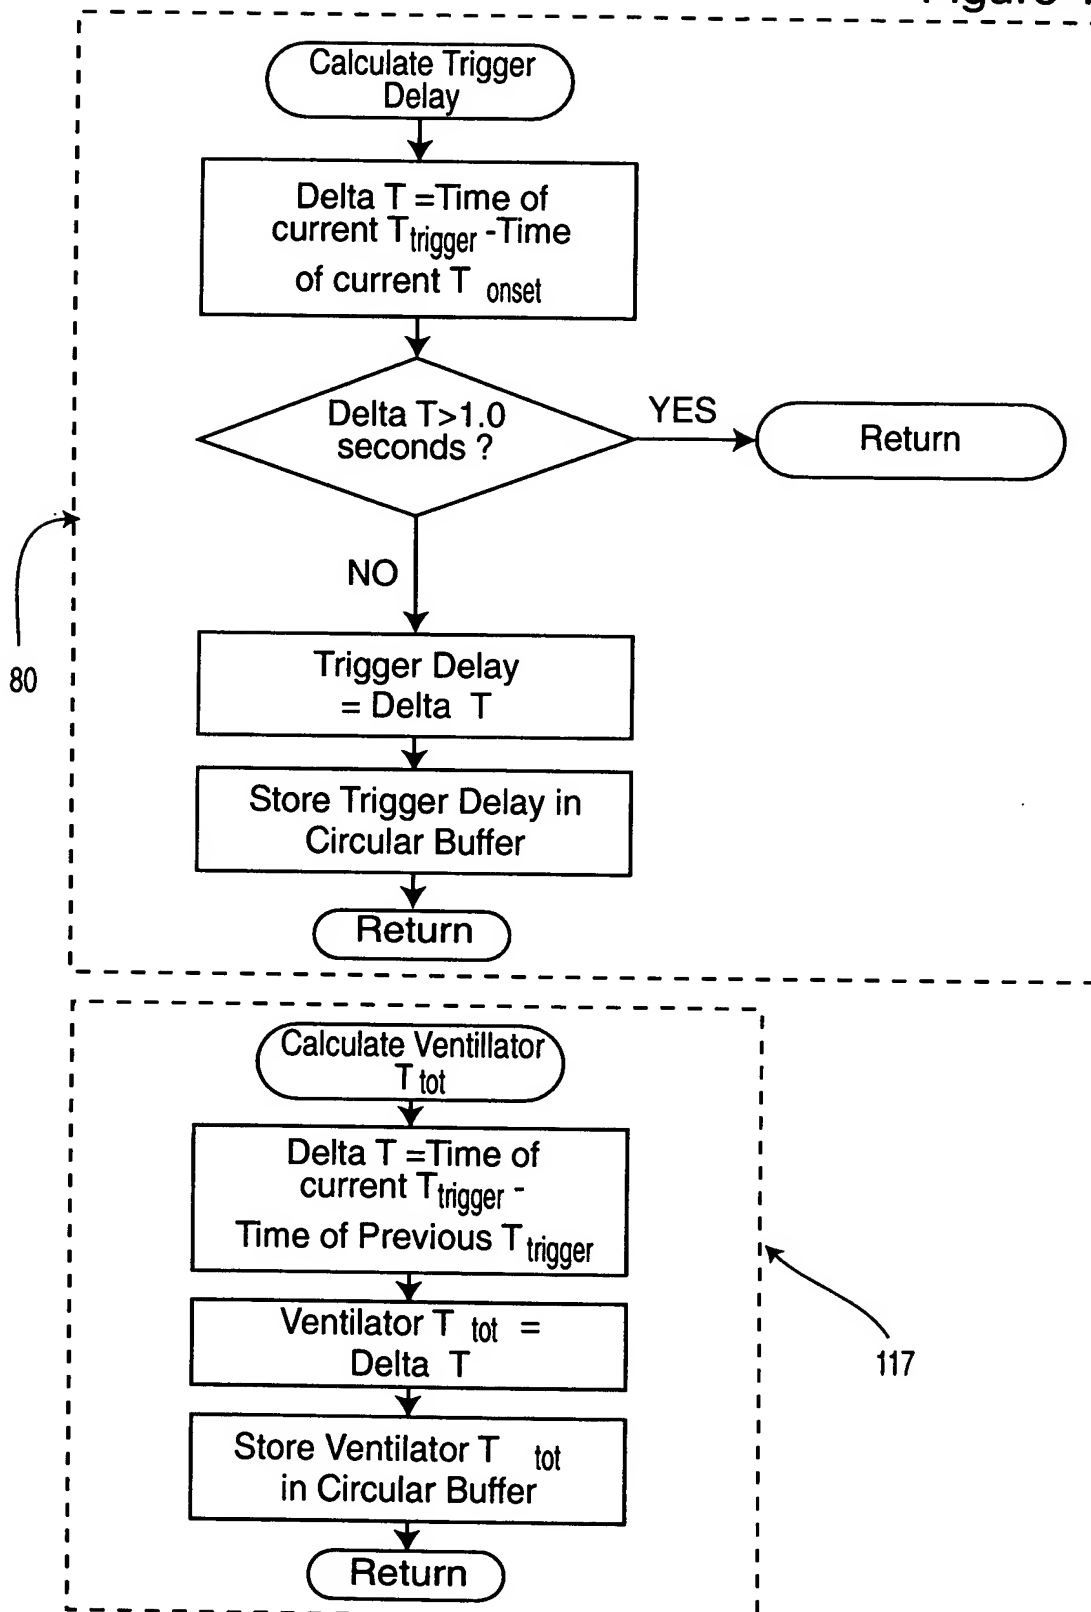 Calculate Trigger
Delay
Delta T =Time of
current Ttrigger -Time
of current T onset
Delta T>1.0
seconds ?
YES
Return
NO
Trigger Delay
= Delta T
Store Trigger Delay in
Circular Buffer
Return
80
Calculate Ventillator
T tot
Delta T =Time of
current Ttrigger -
Time of Previous T trigger
Ventilator T tot =
Delta T
Store Ventilator T tot
in Circular Buffer
Return
117